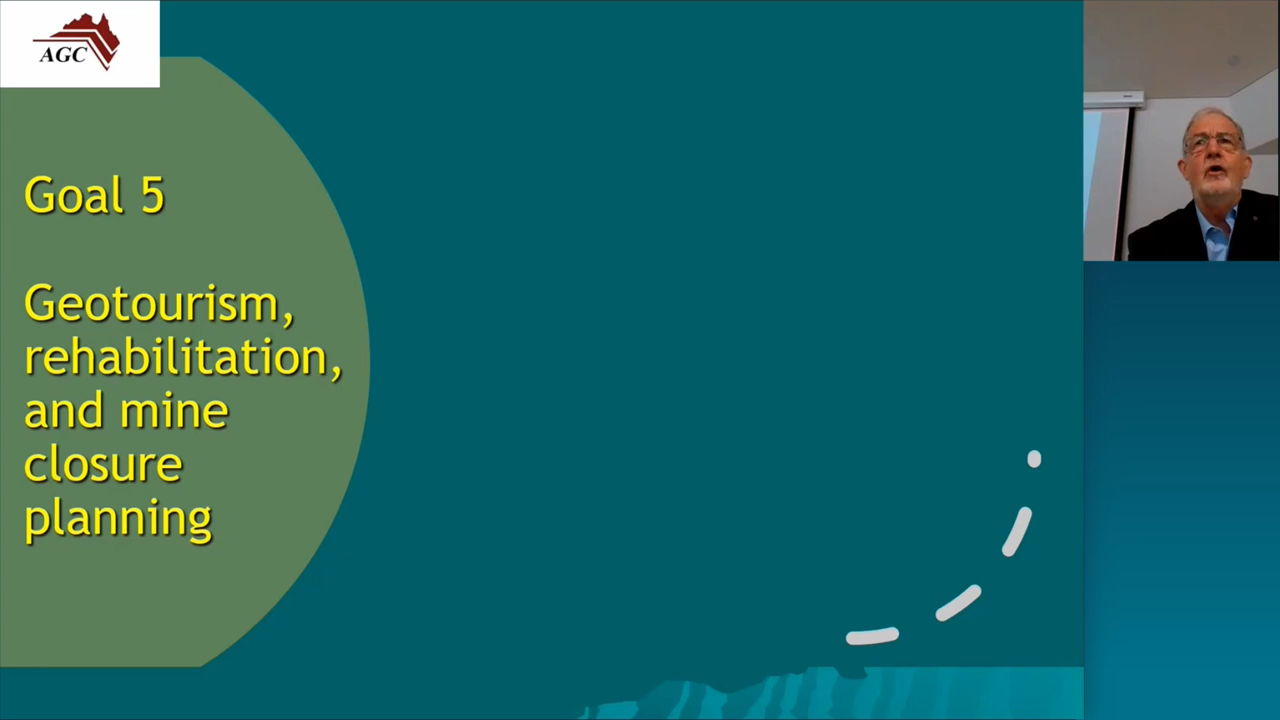 AGC
Goal 5
Geotourism,
rehabilitation,
and mine
closure
planning